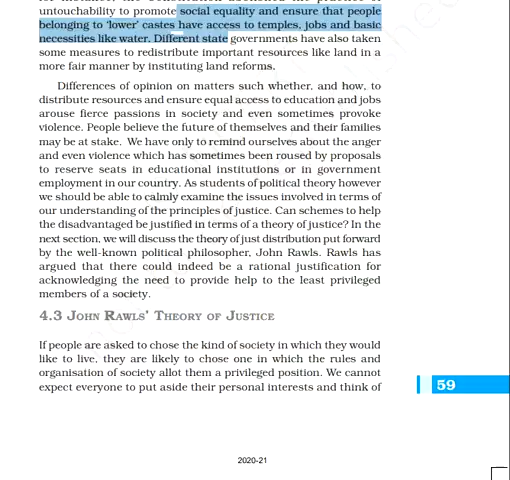 untouchability to promote social equality and ensure that people
belonging to 'lower' castes have access to temples, jobs and basic
necessities like water. Different state governments have also taken
some measures to redistribute important resources like land in a
more fair manner by instituting land reforms.
Differences of opinion on matters such whether, and how, to
distribute resources and ensure equal access to education and jobs
arouse fierce passions in society and even sometimes provoke
violence. People believe the future of themselves and their families
may be at stake. We have only to remind ourselves about the anger
and even violence which has sometimes been roused by proposals
to reserve seats in educational institutions or in government
employment in our country. As students of political theory however
we should be able to calmly examine the issues involved in terms of
our understanding of the principles of justice. Can schemes to help
the disadvantaged be justified in terms of a theory of justice? In the
next section, we will discuss the theory of just distribution put forward
by the well-known political philosopher, John Rawls. Rawls has
argued that there could indeed be a rational justification for
acknowledging the need to provide help to the least privileged
members of a society.
4.3 JOHN RAWLS' THEORY OF JUSTICE
If people are asked to chose the kind of society in which they would
like to live, they are likely to chose one in which the rules and
organisation of society allot them a privileged position. We cannot
expect everyone to put aside their personal interests and think of
59
2020-21